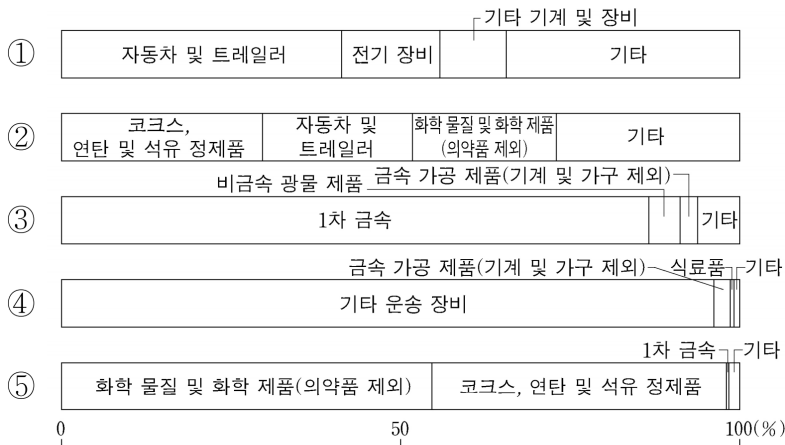 기타 기계 및 장비
① 자동차 및 트레일러 전기 장비 기타
② 코크스, 연탄 및 석유 정제품 자동차 및 트레일러 화학 물질 및 화학 제품(의약품 제외) 기타
비금속 광물 제품 금속 가공 제품(기계 및 가구 제외)
③ 1차 금속 기타
금속 가공 제품(기계 및 가구 제외) 식료품 기타
④ 기타 운송 장비
1차 금속 기타
⑤ 화학 물질 및 화학 제품(의약품 제외) 코크스, 연탄 및 석유 정제품
0 50 100(%)